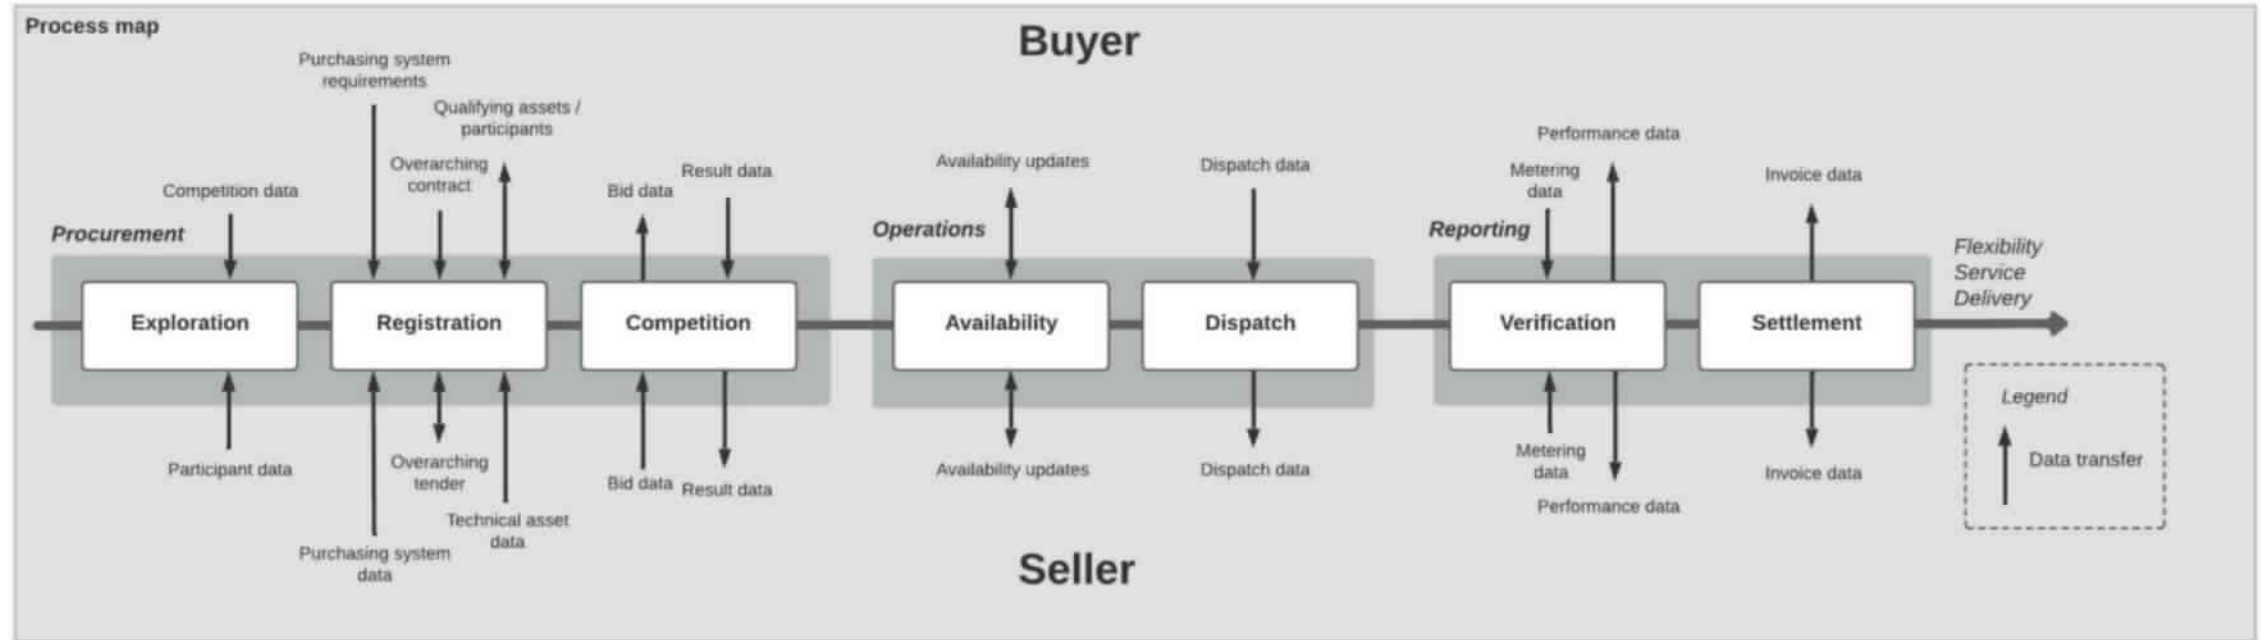 Process map
Buyer
Purchasing system
requirements
Qualifying assets /
participants
Overarching
contract
Competition data
Bid data
Result data
Availability updates
Dispatch data
Performance data
Metering
data
Invoice data
Procurement
Operations
Reporting
Flexibility
Service
Delivery
Exploration
Registration
Competition
Availability
Dispatch
Verification
Settlement
Participant data
Overarching
tender
Technical asset
data
Purchasing system
data
Bid data
Result data
Availability updates
Dispatch data
Metering
data
Performance data
Invoice data
Legend
Data transfer
Seller